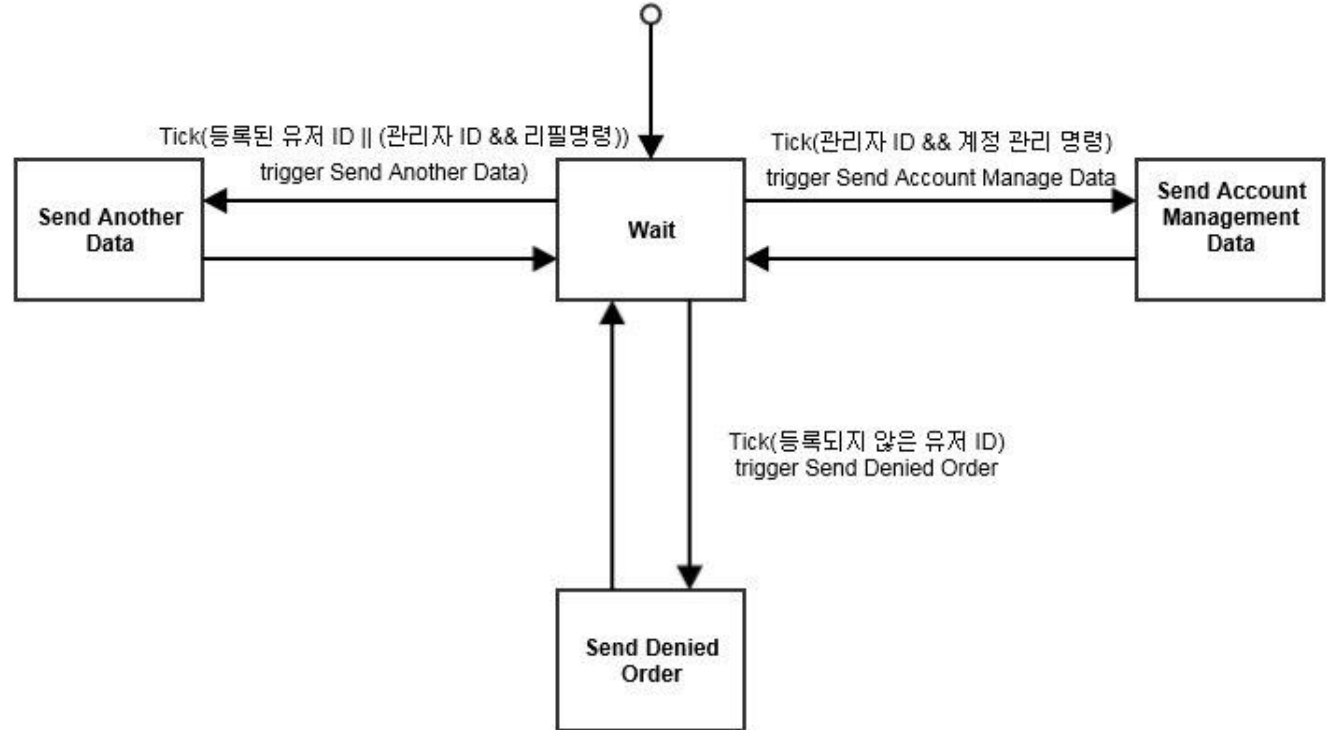 Tick(등록된 유저 ID || (관리자 ID && 리필명령))
trigger Send Another Data)
Tick(관리자 ID && 계정 관리 명령)
trigger Send Account Manage Data
Send Another
Data
Wait
Send Account
Management
Data
Tick(등록되지 않은 유저 ID)
trigger Send Denied Order
Send Denied
Order